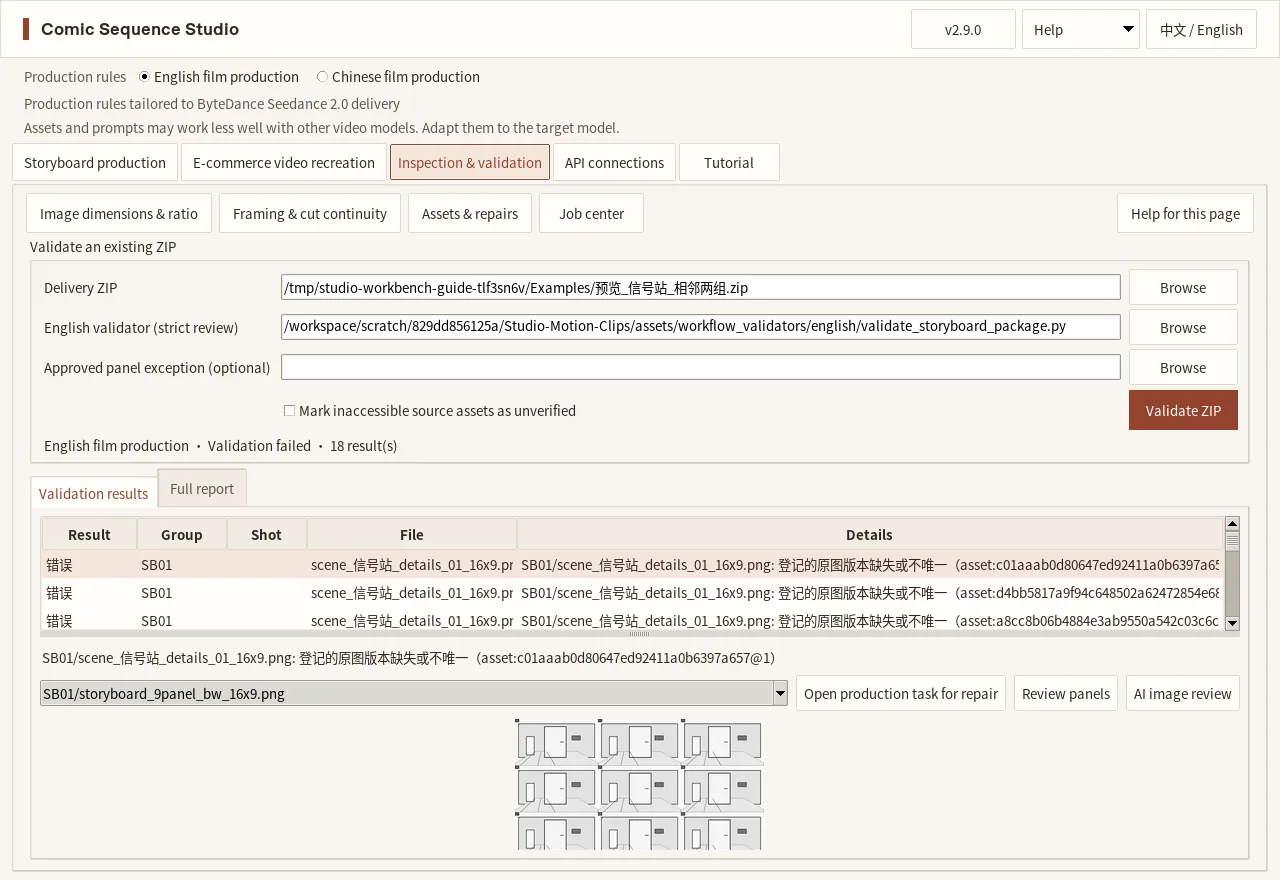 Comic Sequence Studio
v2.9.0
Help
中文 / English
Production rules
English film production
Chinese film production
Production rules tailored to ByteDance Seedance 2.0 delivery
Assets and prompts may work less well with other video models. Adapt them to the target model.
Storyboard production
E-commerce video recreation
Inspection & validation
API connections
Tutorial
Image dimensions & ratio
Framing & cut continuity
Assets & repairs
Job center
Help for this page
Validate an existing ZIP
Delivery ZIP
/tmp/studio-workbench-guide-tlf3sn6v/Examples/预览_信号站_相邻两组.zip
Browse
English validator (strict review)
/workspace/scratch/829dd856125a/Studio-Motion-Clips/assets/workflow_validators/english/validate_storyboard_package.py
Browse
Approved panel exception (optional)
Browse
Mark inaccessible source assets as unverified
Validate ZIP
English film production · Validation failed · 18 result(s)
Validation results
Full report
Result Group Shot File Details
错误 SB01 scene_信号站_details_01_16x9.pr SB01/scene_信号站_details_01_16x9.png: 登记的原图版本缺失或不唯一（asset:c01aaab0d80647ed92411a0b6397a65
错误 SB01 scene_信号站_details_01_16x9.pr SB01/scene_信号站_details_01_16x9.png: 登记的原图版本缺失或不唯一（asset:d4bb5817a9f94c648502a62472854e68
错误 SB01 scene_信号站_details_01_16x9.pr SB01/scene_信号站_details_01_16x9.png: 登记的原图版本缺失或不唯一（asset:a8cc8b06b4884e3ab9550a542c03c6c
SB01/scene_信号站_details_01_16x9.png: 登记的原图版本缺失或不唯一（asset:c01aaab0d80647ed92411a0b6397a657@1）
SB01/storyboard_9panel_bw_16x9.png
Open production task for repair
Review panels
AI image review